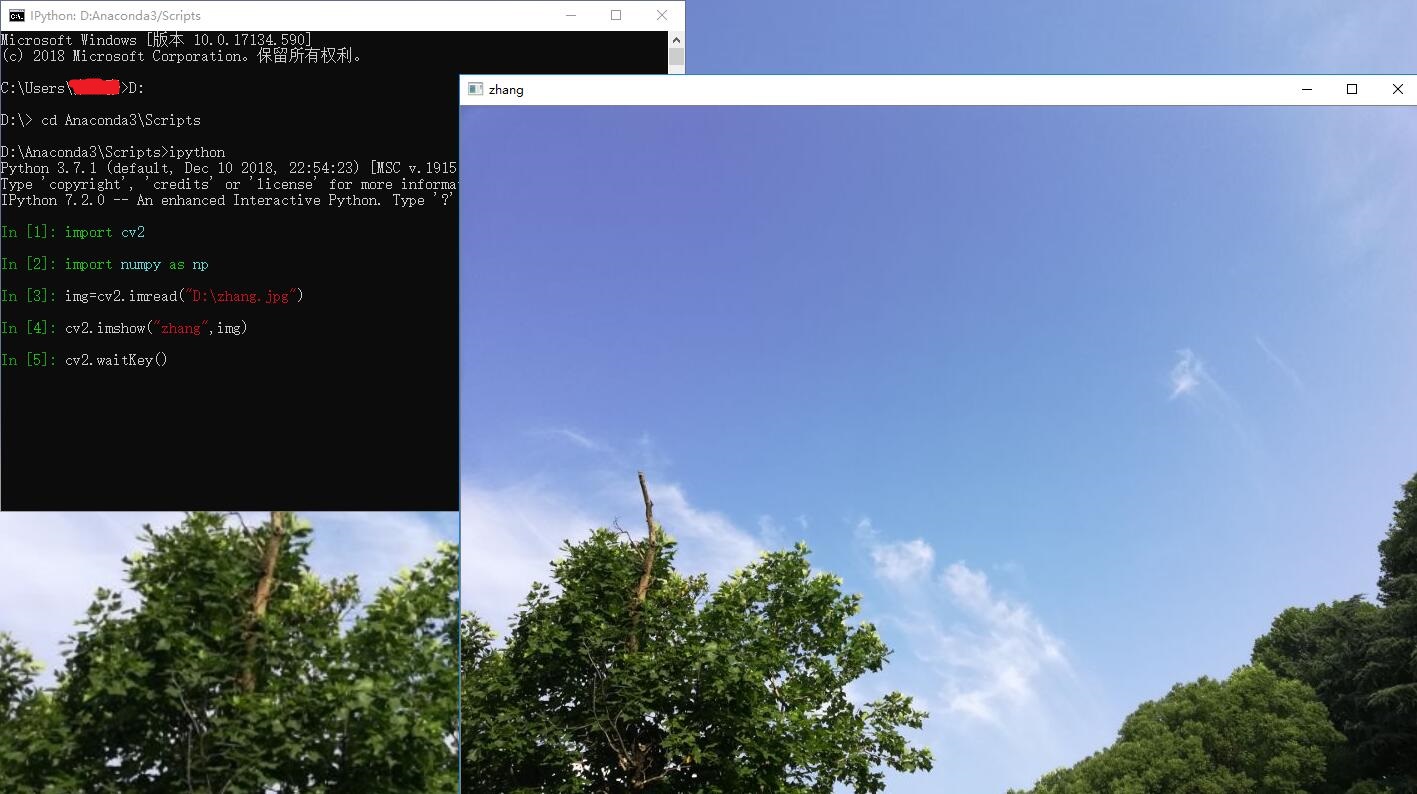 IPython: D:Anaconda3/Scripts
Microsoft Windows [版本 10.0.17134.590]
(c) 2018 Microsoft Corporation。保留所有权利。
C:\Users\ >D:
D:\> cd Anaconda3\Scripts
D:\Anaconda3\Scripts>ipython
Python 3.7.1 (default, Dec 10 2018, 22:54:23) [MSC v.1915
Type 'copyright', 'credits' or 'license' for more informa
IPython 7.2.0 -- An enhanced Interactive Python. Type '?'
In [1]: import cv2
In [2]: import numpy as np
In [3]: img=cv2.imread("D:\zhang.jpg")
In [4]: cv2.imshow("zhang",img)
In [5]: cv2.waitKey()
zhang